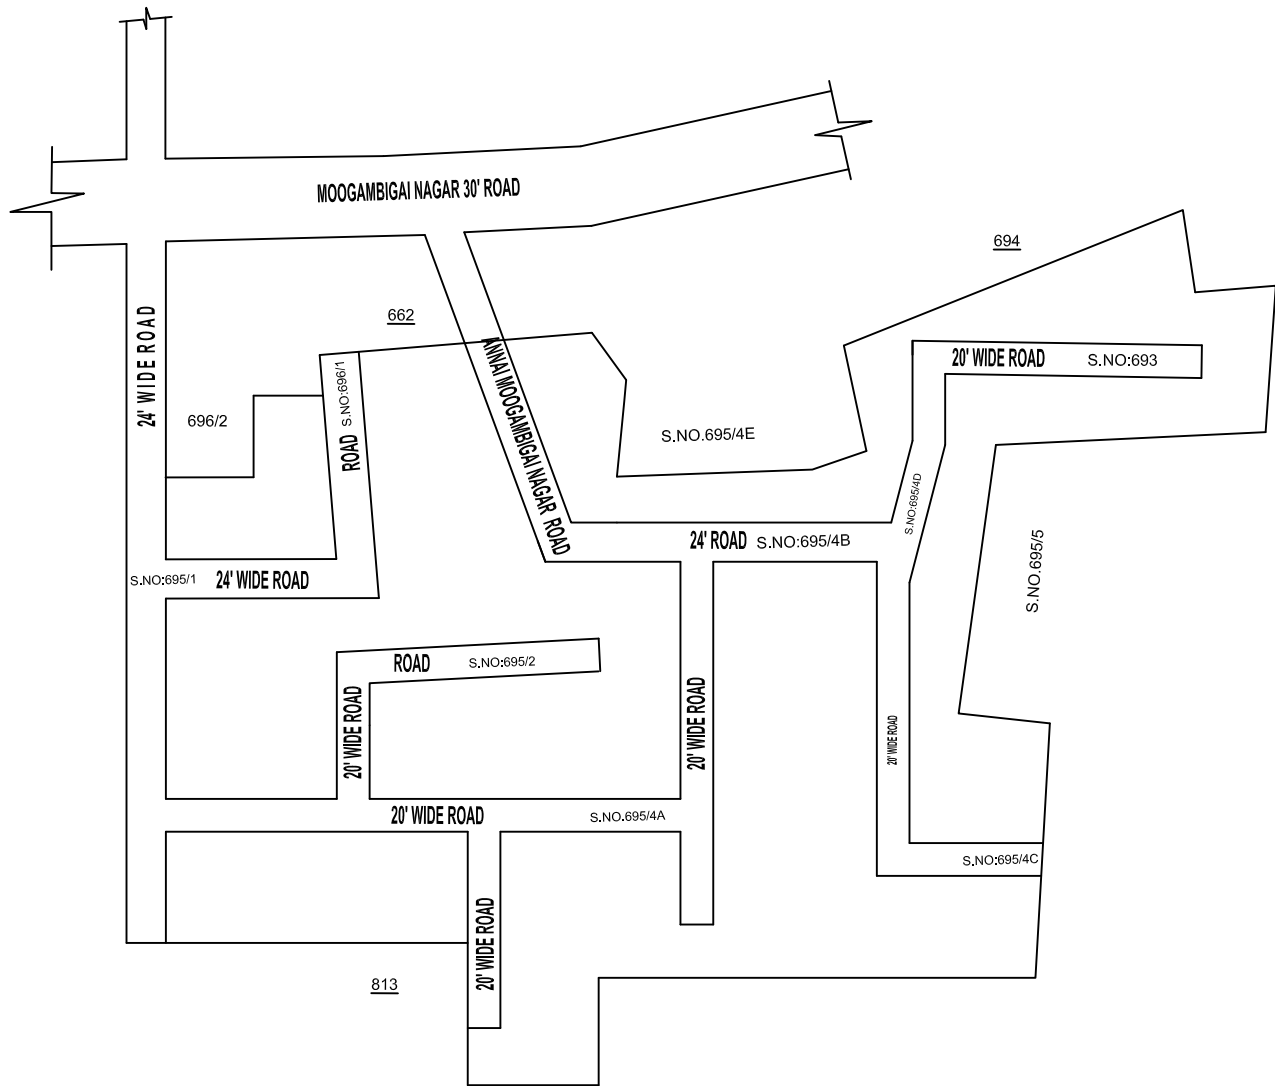 MOOGAMBIGAI NAGAR 30' ROAD
694
24' WIDE ROAD
662
ANNAI MOOGAMBIGAI NAGAR ROAD
20' WIDE ROAD
S.NO:693
S.NO:696/1
ROAD
696/2
S.NO.695/4E
S.NO:695/4D
24' ROAD
S.NO:695/4B
S.NO:695/1
24' WIDE ROAD
S.NO.695/5
ROAD
S.NO:695/2
20' WIDE ROAD
20' WIDE ROAD
20' WIDE ROAD
20' WIDE ROAD
S.NO.695/4A
S.NO:695/4C
20' WIDE ROAD
813